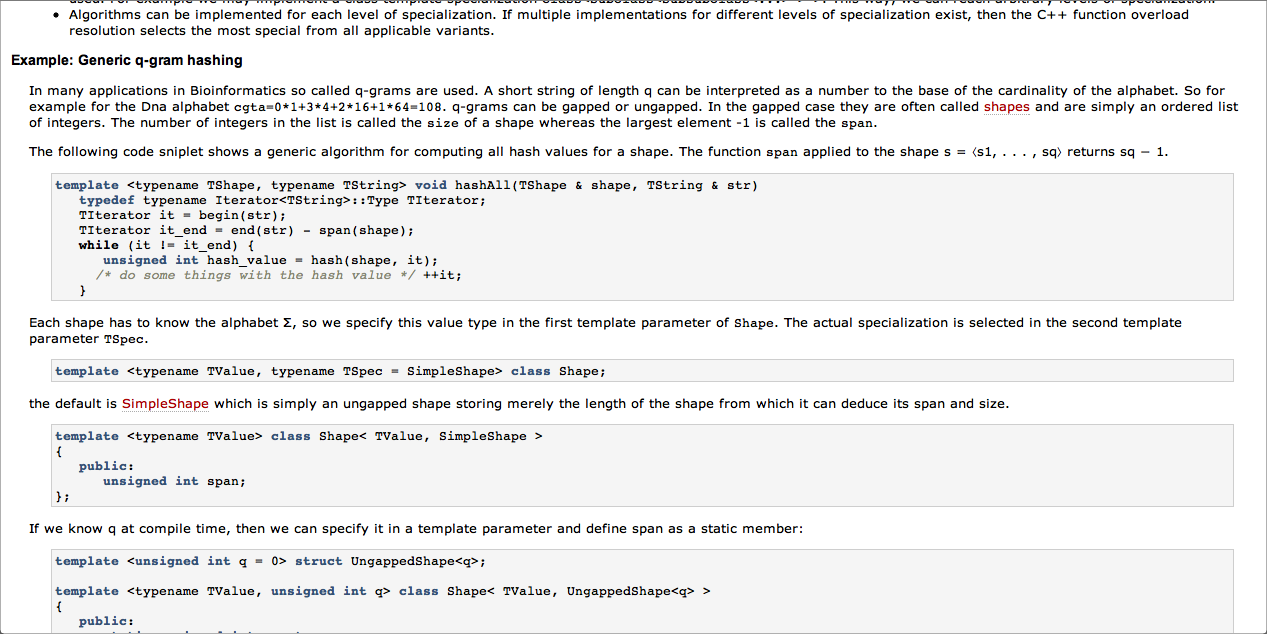 Algorithms can be implemented for each level of specialization. If multiple implementations for different levels of specialization exist, then the C++ function overload
resolution selects the most special from all applicable variants.
Example: Generic q-gram hashing
In many applications in Bioinformatics so called q-grams are used. A short string of length q can be interpreted as a number to the base of the cardinality of the alphabet. So for
example for the Dna alphabet cgta=0*1+3*4+2*16+1*64=108. q-grams can be gapped or ungapped. In the gapped case they are often called shapes and are simply an ordered list
of integers. The number of integers in the list is called the size of a shape whereas the largest element -1 is called the span.
The following code sniplet shows a generic algorithm for computing all hash values for a shape. The function span applied to the shape s = ⟨s1, . . . , sq⟩ returns sq − 1.
template <typename TShape, typename TString> void hashAll(TShape & shape, TString & str)
typedef typename Iterator<TString>::Type TIterator;
TIterator it = begin(str);
TIterator it_end = end(str) - span(shape);
while (it != it_end) {
unsigned int hash_value = hash(shape, it);
/* do some things with the hash value */ ++it;
}
Each shape has to know the alphabet Σ, so we specify this value type in the first template parameter of Shape. The actual specialization is selected in the second template
parameter TSpec.
template <typename TValue, typename TSpec = SimpleShape> class Shape;
the default is SimpleShape which is simply an ungapped shape storing merely the length of the shape from which it can deduce its span and size.
template <typename TValue> class Shape< TValue, SimpleShape >
{
public:
unsigned int span;
};
If we know q at compile time, then we can specify it in a template parameter and define span as a static member:
template <unsigned int q = 0> struct UngappedShape<q>;
template <typename TValue, unsigned int q> class Shape< TValue, UngappedShape<q> >
{
public: